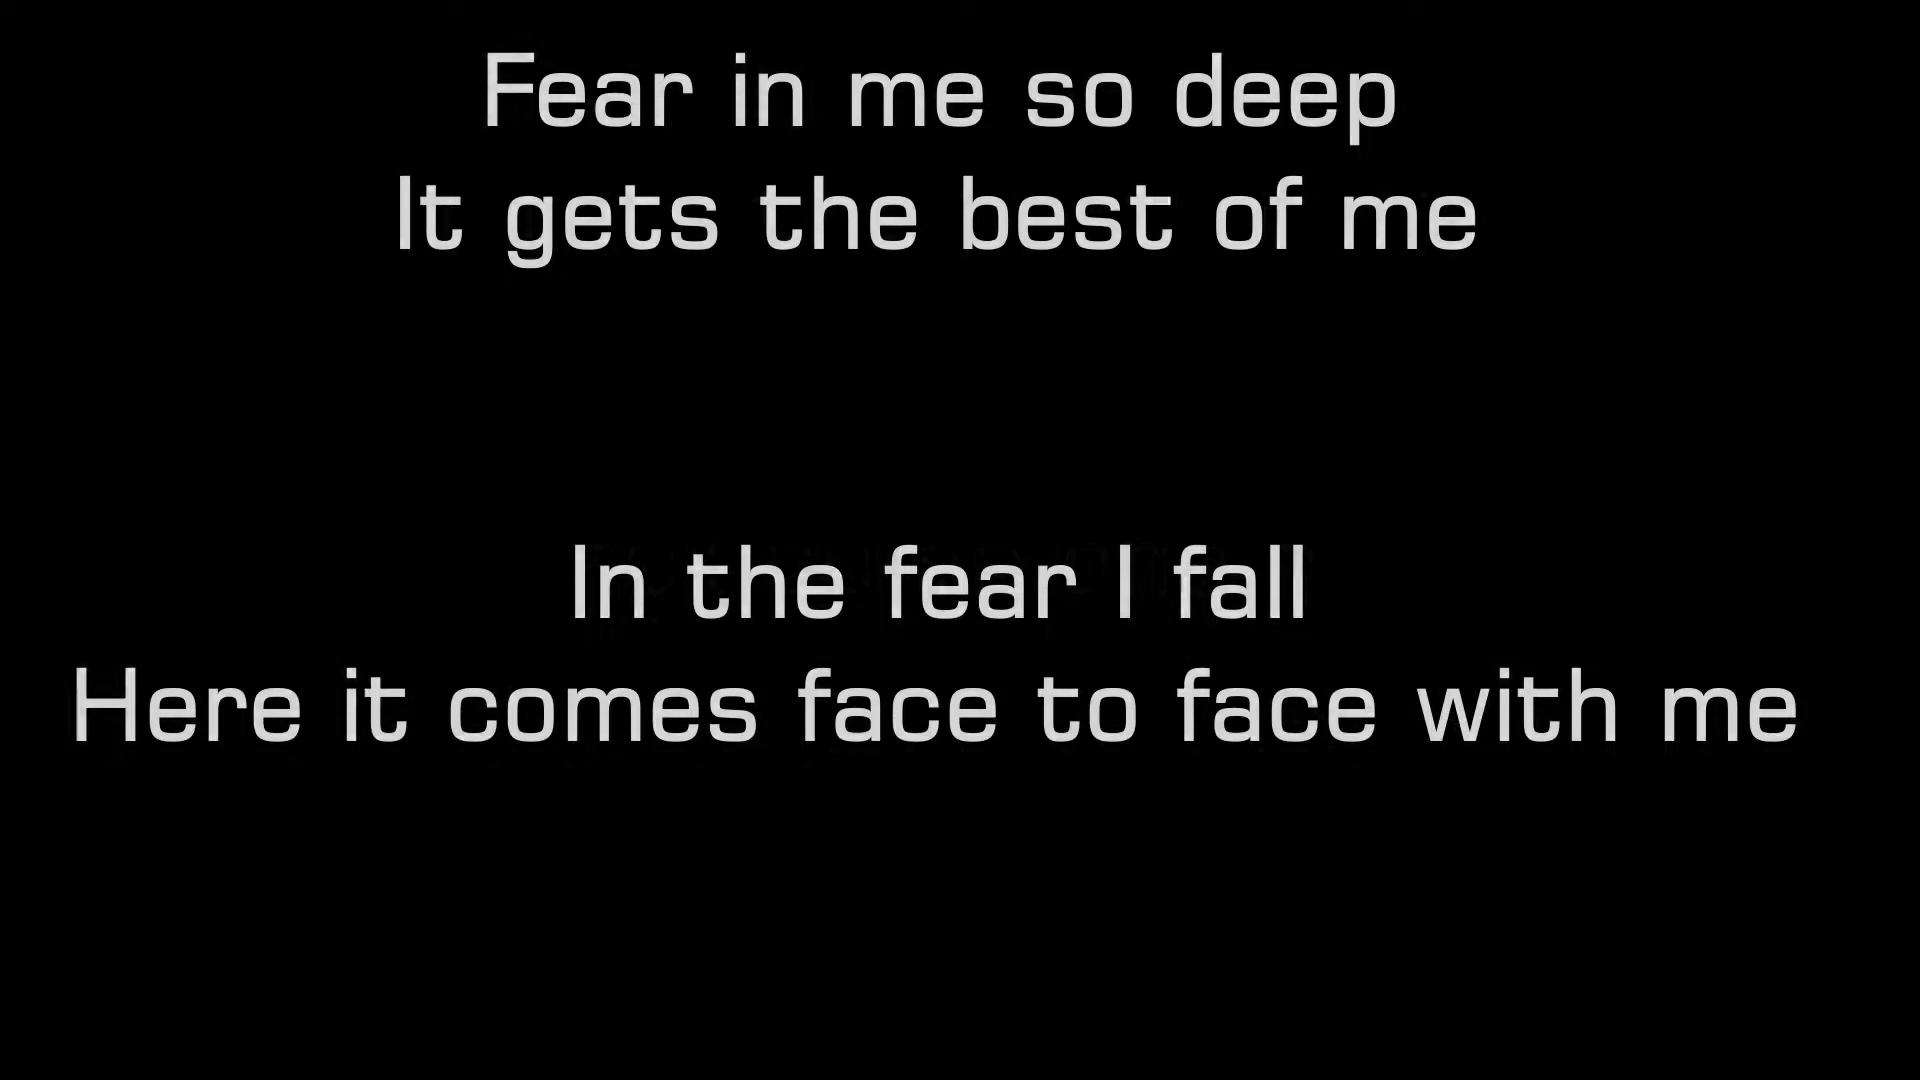 Fear in me so deep
It gets the best of me
In the fear I fall
Here it comes face to face with me